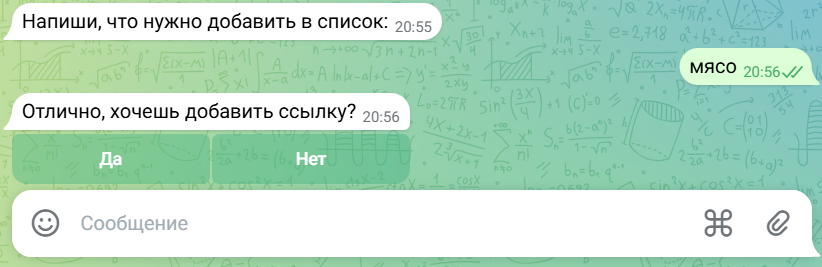 Напиши, что нужно добавить в список: 20:55
мясо 20:56
Отлично, хочешь добавить ссылку? 20:56
Да Нет
Сообщение